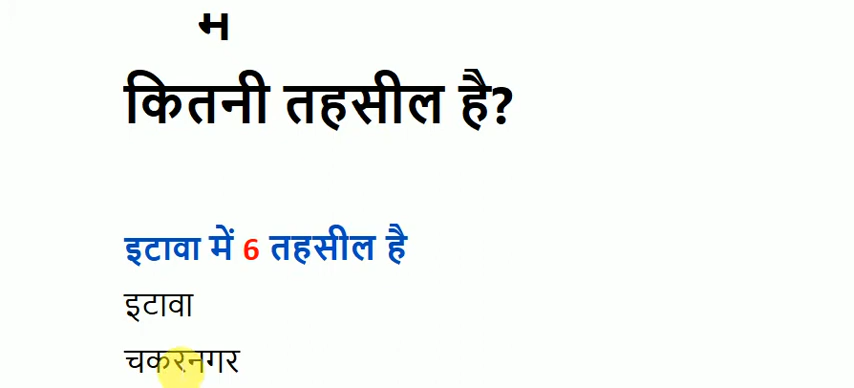 कितनी तहसील है?
इटावा में 6 तहसील है
इटावा
चकरनगर